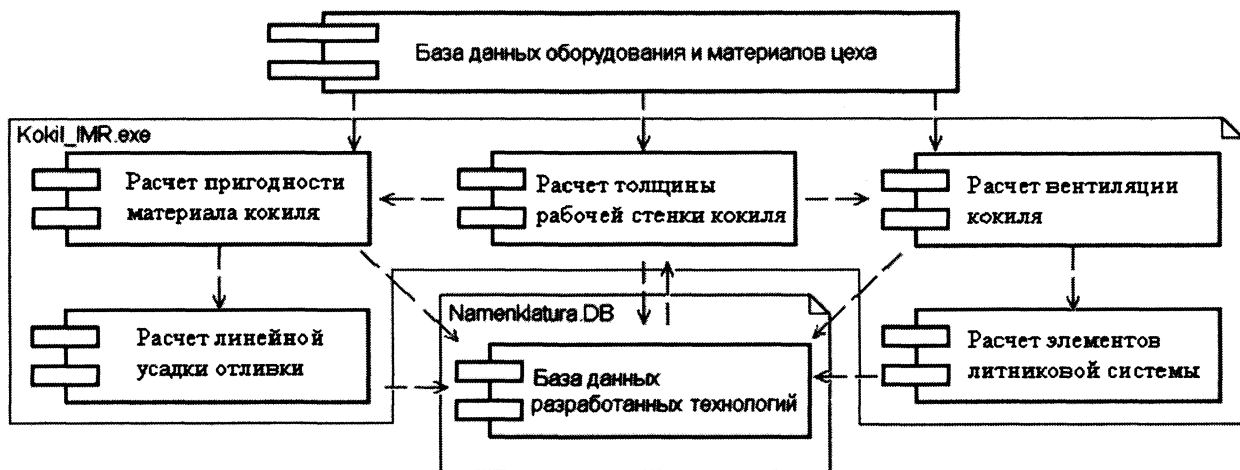 База данных оборудования и материалов цеха
Kokil_IMR.exe
Расчет пригодности
материала кокиля
Расчет толщины
рабочей стенки кокиля
Расчет вентиляции
кокиля
Namenklatura.DB
Расчет линейной
усадки отливки
База данных
разработанных технологий
Расчет элементов
литниковой системы